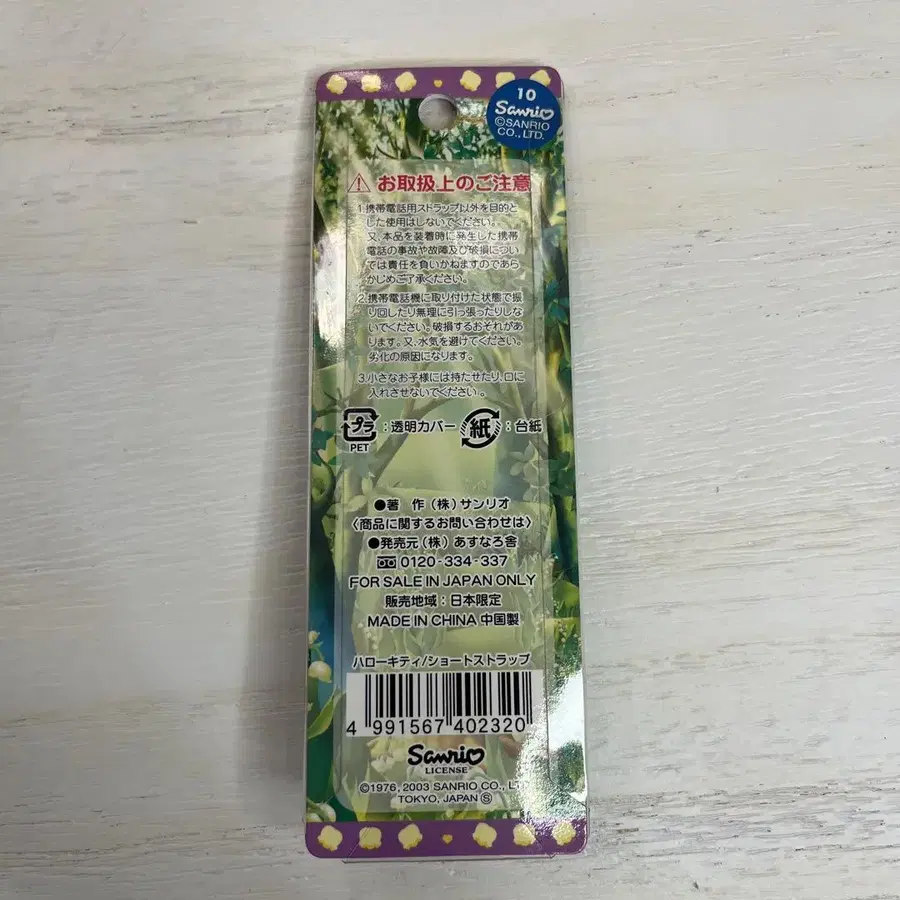 10
Sanrio
©SANRIO
CO., LTD.
お取扱上のご注意
1.携帯電話用ストラップ以外を目的と
した使用はしないでください。
又、本品を装着時に発生した携帯
電話の事故や故障及び破損につい
ては責任を負いかねますのであら
かじめご了承ください。
2.携帯電話機に取り付けた状態で振
り回したり無理に引っ張ったりしな
いでください。破損するおそれがあ
ります。又、水気を避けてください。
劣化の原因になります。
3.小さなお子様には持たせたり、口に
入れさせないでください。
プラ:透明カバー 紙:台紙
PET
●著 作(株)サンリオ
〈商品に関するお問い合わせは〉
●発売元(株)あすなろ舎
0120-334-337
FOR SALE IN JAPAN ONLY
販売地域:日本限定
MADE IN CHINA 中国製
ハローキティ/ショートストラップ
4 991567 402320
Sanrio
LICENSE
©1976, 2003 SANRIO CO., LT
TOKYO, JAPAN Ⓢ